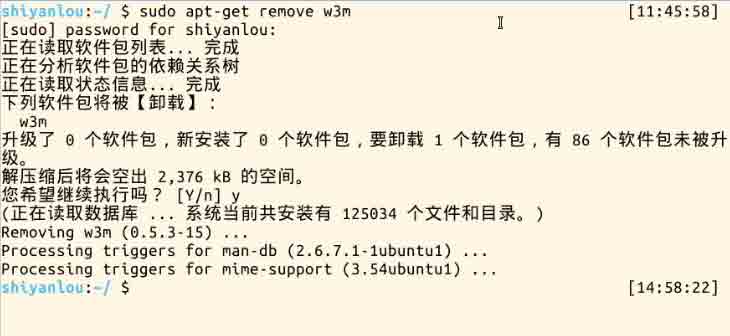 shiyanlou:~/ $ sudo apt-get remove w3m [11:45:58]
[sudo] password for shiyanlou:
正在读取软件包列表... 完成
正在分析软件包的依赖关系树
正在读取状态信息... 完成
下列软件包将被【卸载】：
  w3m
升级了 0 个软件包，新安装了 0 个软件包，要卸载 1 个软件包，有 86 个软件包未被升
级。
解压缩后将会空出 2,376 kB 的空间。
您希望继续执行吗？ [Y/n] y
(正在读取数据库 ... 系统当前共安装有 125034 个文件和目录。)
Removing w3m (0.5.3-15) ...
Processing triggers for man-db (2.6.7.1-1ubuntu1) ...
Processing triggers for mime-support (3.54ubuntu1) ...
shiyanlou:~/ $ [14:58:22]